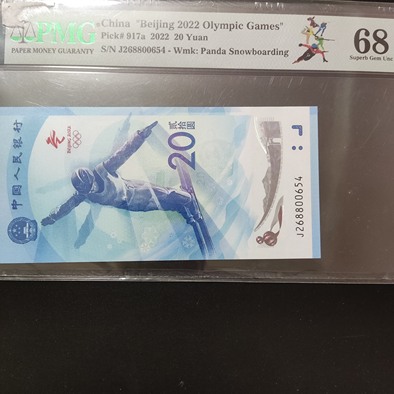 PMG
PAPER MONEY GUARANTY
China "Beijing 2022 Olympic Games"
Pick# 917a 2022 20 Yuan
S/N J268800654 - Wmk: Panda Snowboarding
68
Superb Gem Unc
中国人民银行
BEIJING 2022
贰拾圆
20
J268800654